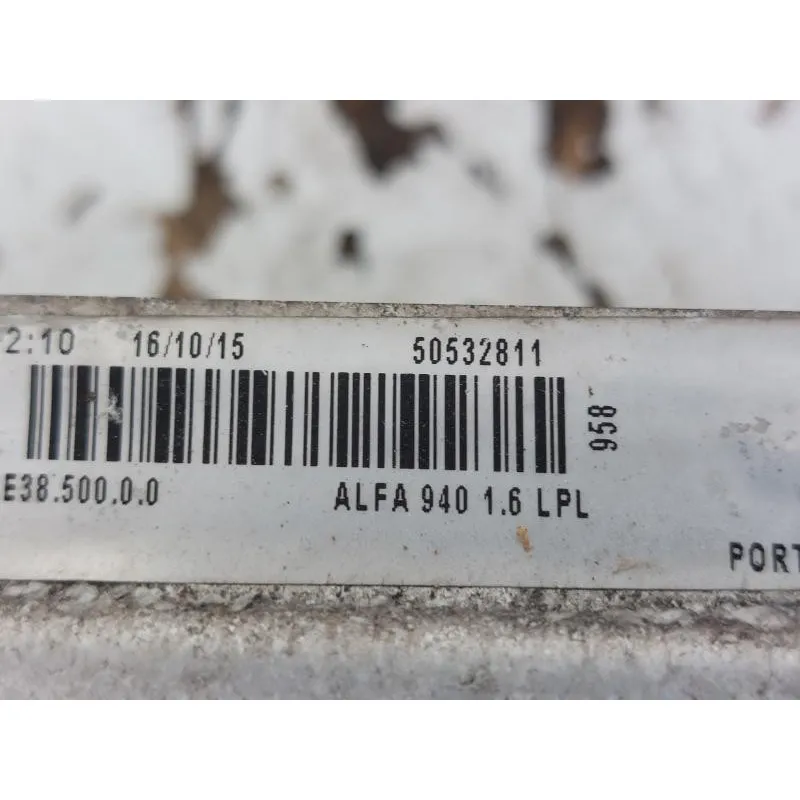 2:10 16/10/15 50532811
958
E38.500.0.0 ALFA 940 1.6 LPL
PORT